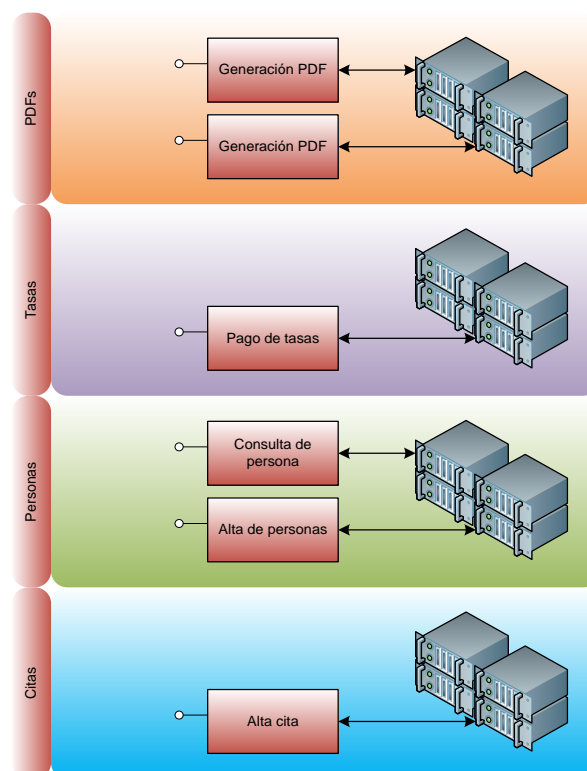 PDFs
Generación PDF
Generación PDF
Tasas
Pago de tasas
Personas
Consulta de
persona
Alta de personas
Citas
Alta cita